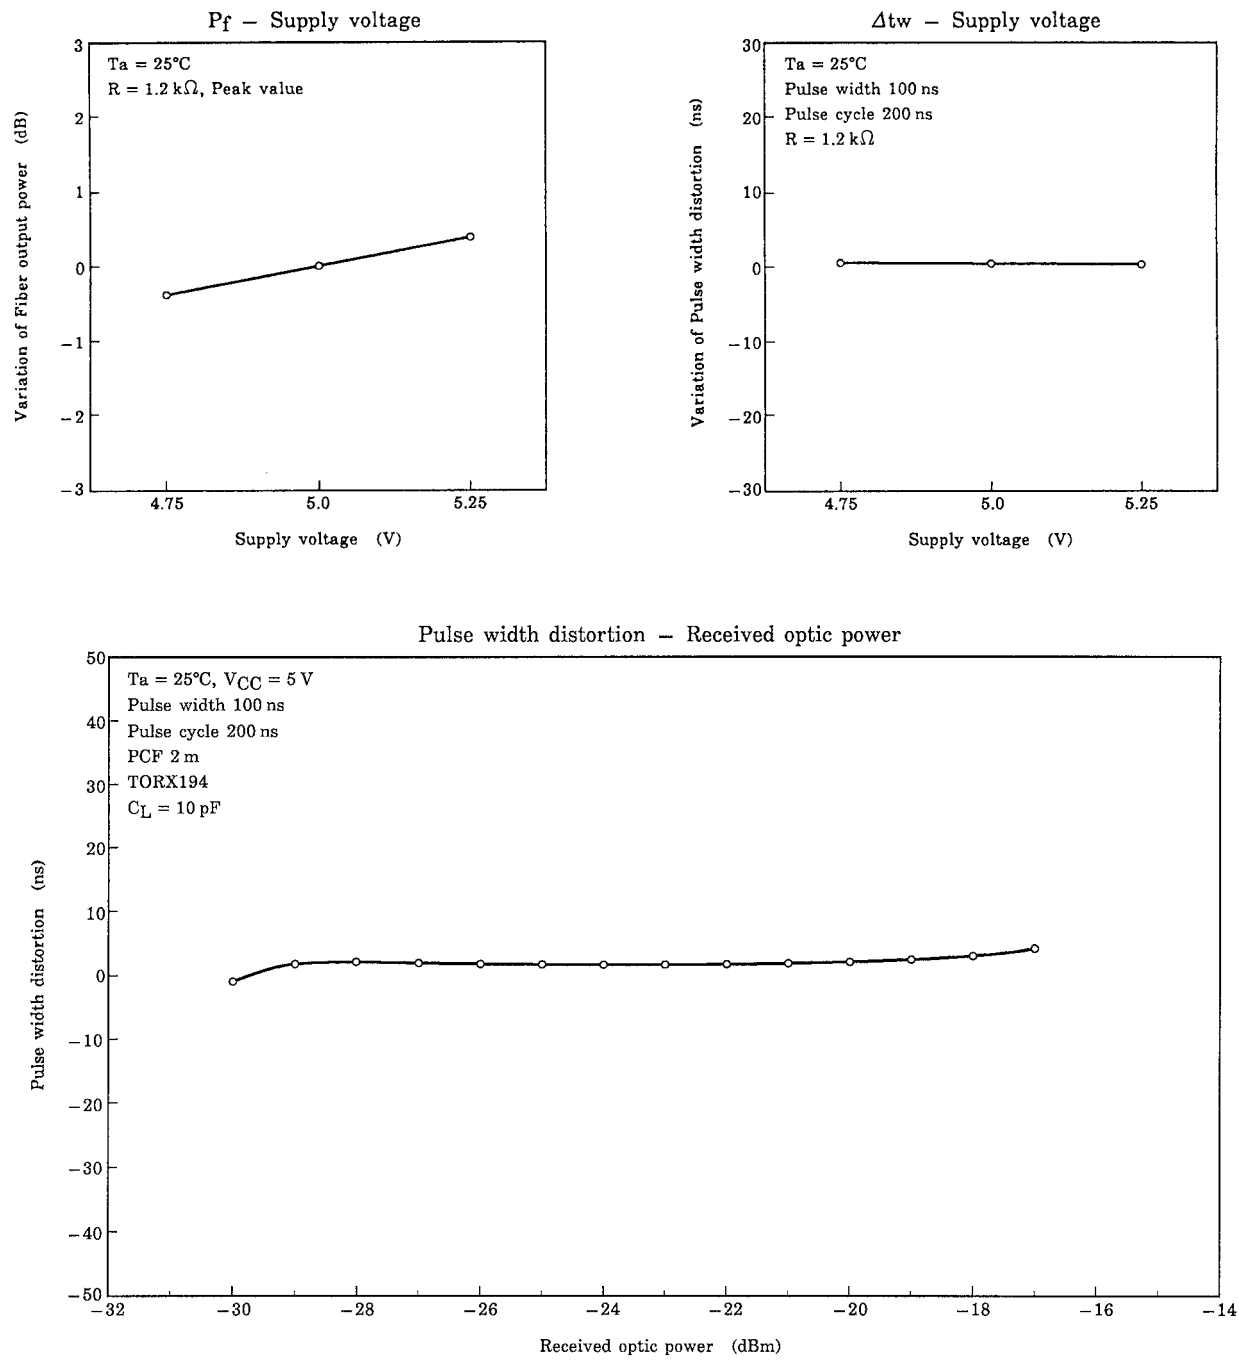 Pf – Supply voltage
3
2
1
0
−1
−2
−3
Variation of Fiber output power (dB)
Ta = 25°C
R = 1.2 kΩ, Peak value
4.75 5.0 5.25
Supply voltage (V)
Δtw – Supply voltage
30
20
10
0
−10
−20
−30
Variation of Pulse width distortion (ns)
Ta = 25°C
Pulse width 100 ns
Pulse cycle 200 ns
R = 1.2 kΩ
4.75 5.0 5.25
Supply voltage (V)
Pulse width distortion – Received optic power
50
40
30
20
10
0
−10
−20
−30
−40
−50
Pulse width distortion (ns)
Ta = 25°C, VCC = 5 V
Pulse width 100 ns
Pulse cycle 200 ns
PCF 2 m
TORX194
CL = 10 pF
−32 −30 −28 −26 −24 −22 −20 −18 −16 −14
Received optic power (dBm)